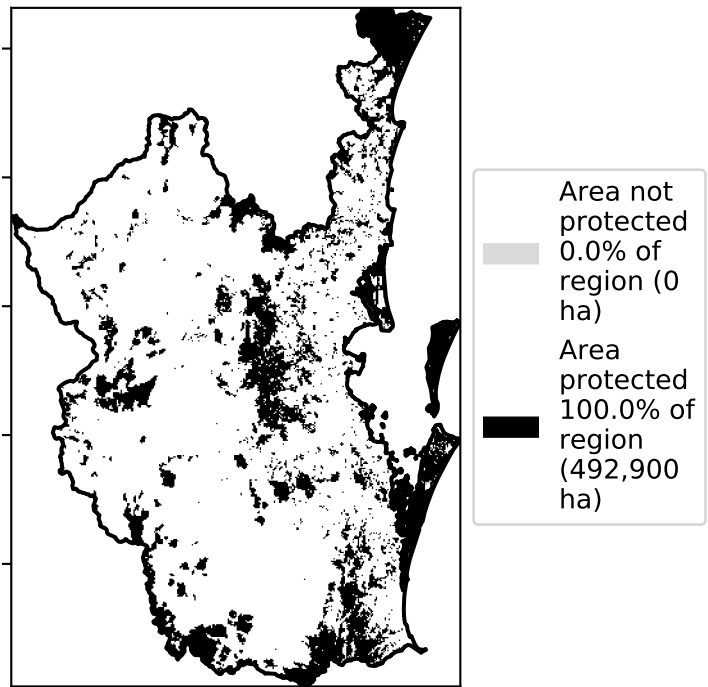 Area not
protected
0.0% of
region (0
ha)
Area
protected
100.0% of
region
(492,900
ha)